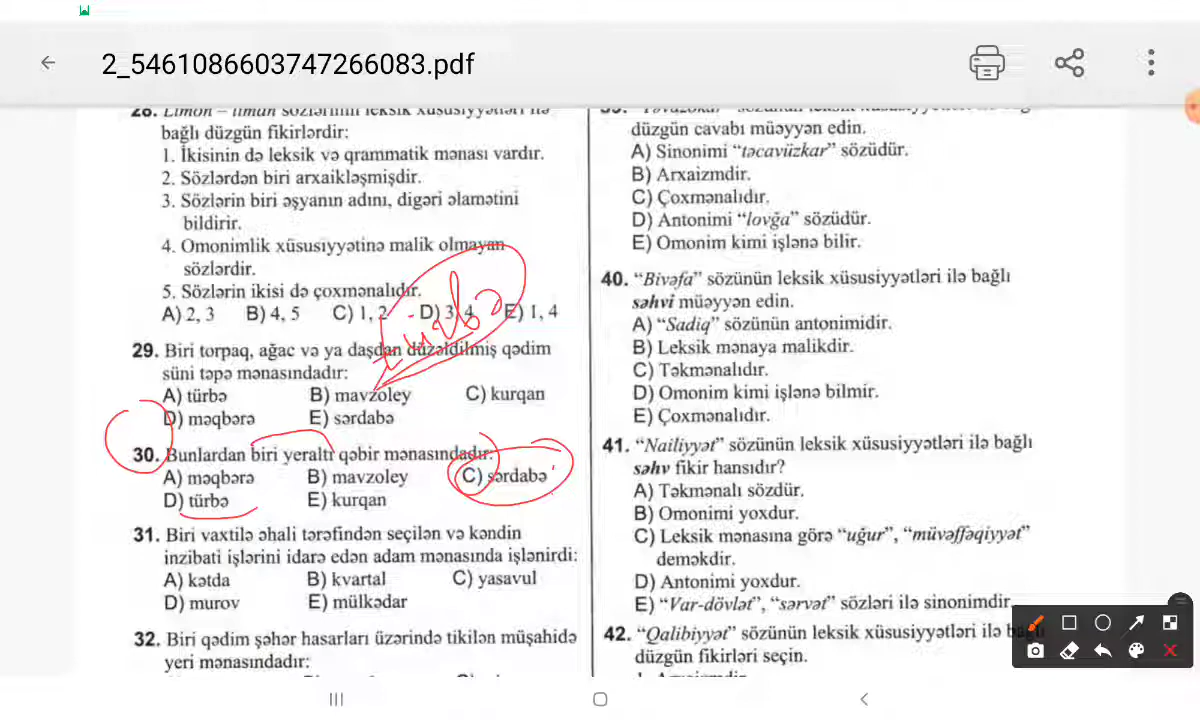 2_5461086603747266083.pdf
28. Limon – liman sözlərinin leksik xüsusiyyətləri ilə
bağlı düzgün fikirlərdir:
1. İkisinin də leksik və qrammatik mənası vardır.
2. Sözlərdən biri arxaikləşmişdir.
3. Sözlərin biri əşyanın adını, digəri əlamətini
bildirir.
4. Omonimlik xüsusiyyətinə malik olmayan
sözlərdir.
5. Sözlərin ikisi də çoxmənalıdır.
A) 2, 3 B) 4, 5 C) 1, 2 D) 3, 4 E) 1, 4
türbə
29. Biri torpaq, ağac və ya daşdan düzəldilmiş qədim
süni təpə mənasındadır:
A) türbə B) mavzoley C) kurqan
D) məqbərə E) sərdabə
30. Bunlardan biri yeraltı qəbir mənasındadır:
A) məqbərə B) mavzoley C) sərdabə
D) türbə E) kurqan
31. Biri vaxtilə əhali tərəfindən seçilən və kəndin
inzibati işlərini idarə edən adam mənasında işlənirdi:
A) kətda B) kvartal C) yasavul
D) murov E) mülkədar
32. Biri qədim şəhər hasarları üzərində tikilən müşahidə
yeri mənasındadır:
düzgün cavabı müəyyən edin.
A) Sinonimi “təcavüzkar” sözüdür.
B) Arxaizmdir.
C) Çoxmənalıdır.
D) Antonimi “lovğa” sözüdür.
E) Omonim kimi işlənə bilir.
40. “Bivəfa” sözünün leksik xüsusiyyətləri ilə bağlı
səhvi müəyyən edin.
A) “Sadiq” sözünün antonimidir.
B) Leksik mənaya malikdir.
C) Təkmənalıdır.
D) Omonim kimi işlənə bilmir.
E) Çoxmənalıdır.
41. “Nailiyyət” sözünün leksik xüsusiyyətləri ilə bağlı
səhv fikir hansıdır?
A) Təkmənalı sözdür.
B) Omonimi yoxdur.
C) Leksik mənasına görə “uğur”, “müvəffəqiyyət”
deməkdir.
D) Antonimi yoxdur.
E) “Var-dövlət”, “sərvət” sözləri ilə sinonimdir.
42. “Qalibiyyət” sözünün leksik xüsusiyyətləri ilə bağlı
düzgün fikirləri seçin.